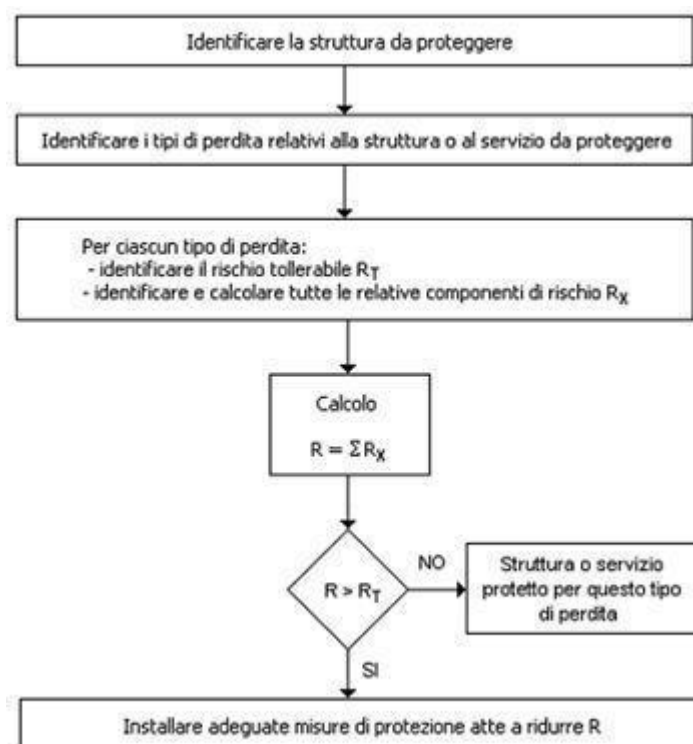 Identificare la struttura da proteggere
Identificare i tipi di perdita relativi alla struttura o al servizio da proteggere
Per ciascun tipo di perdita:
- identificare il rischio tollerabile RT
- identificare e calcolare tutte le relative componenti di rischio RX
Calcolo
R = ΣRX
R > RT
NO
Struttura o servizio
protetto per questo tipo
di perdita
SI
Installare adeguate misure di protezione atte a ridurre R